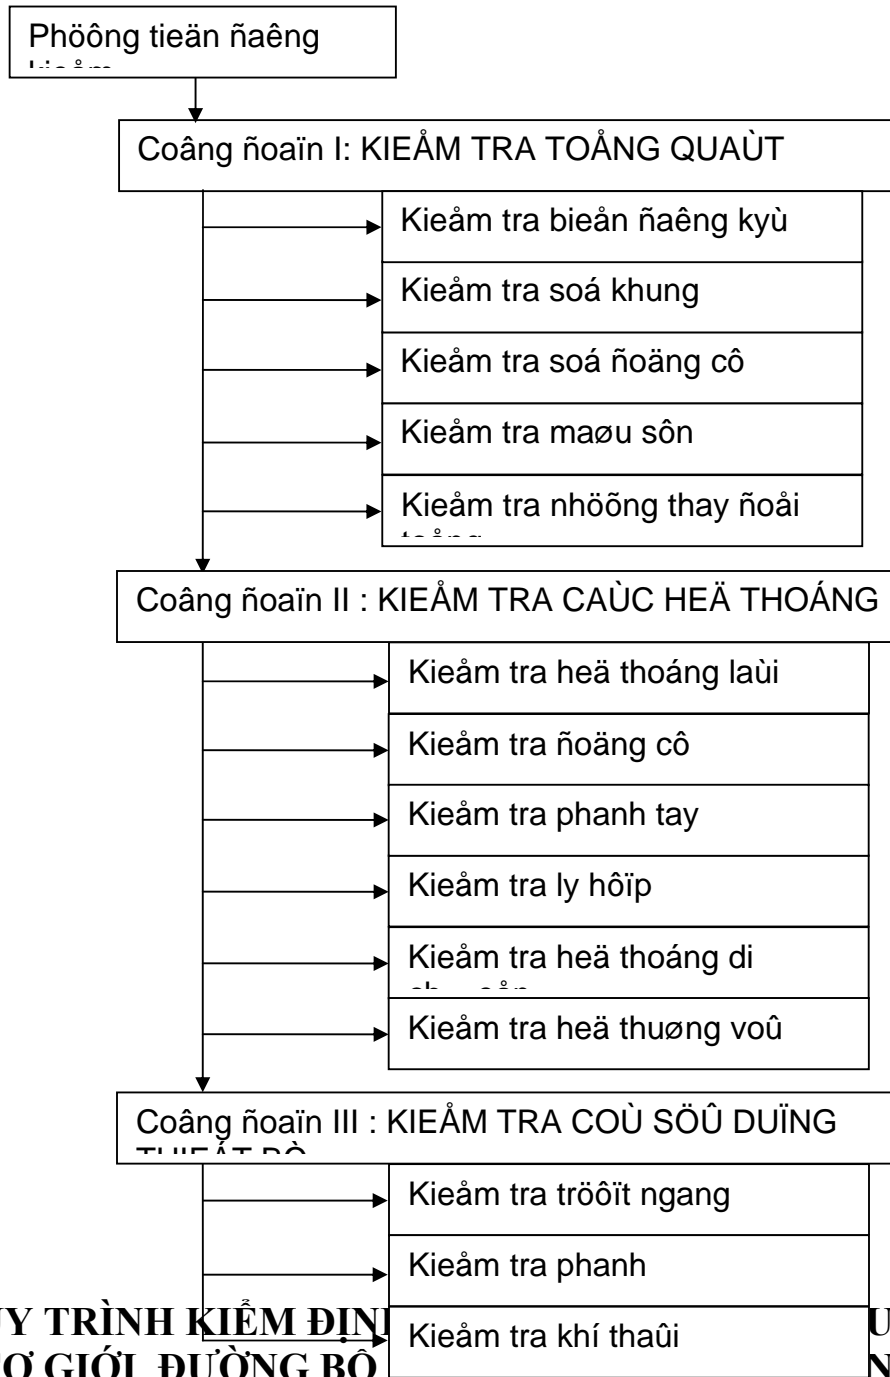 Phöông tieän ñaêng
Coâng ñoaïn I: KIEÅM TRA TOÅNG QUAÙT
Kieåm tra bieån ñaêng kyù
Kieåm tra soá khung
Kieåm tra soá ñoäng cô
Kieåm tra maøu sôn
Kieåm tra nhöõng thay ñoåi
Coâng ñoaïn II : KIEÅM TRA CAÙC HEÄ THOÁNG
Kieåm tra heä thoáng laùi
Kieåm tra ñoäng cô
Kieåm tra phanh tay
Kieåm tra ly hôïp
Kieåm tra heä thoáng di
Kieåm tra heä thuøng voû
Coâng ñoaïn III : KIEÅM TRA COÙ SÖÛ DUÏNG
THIEÁT BÒ
Kieåm tra tröôït ngang
Kieåm tra phanh
Y TRÌNH KIỂM ĐỊN
Kieåm tra khí thaûi
GIỚI ĐƯỜNG BỘ